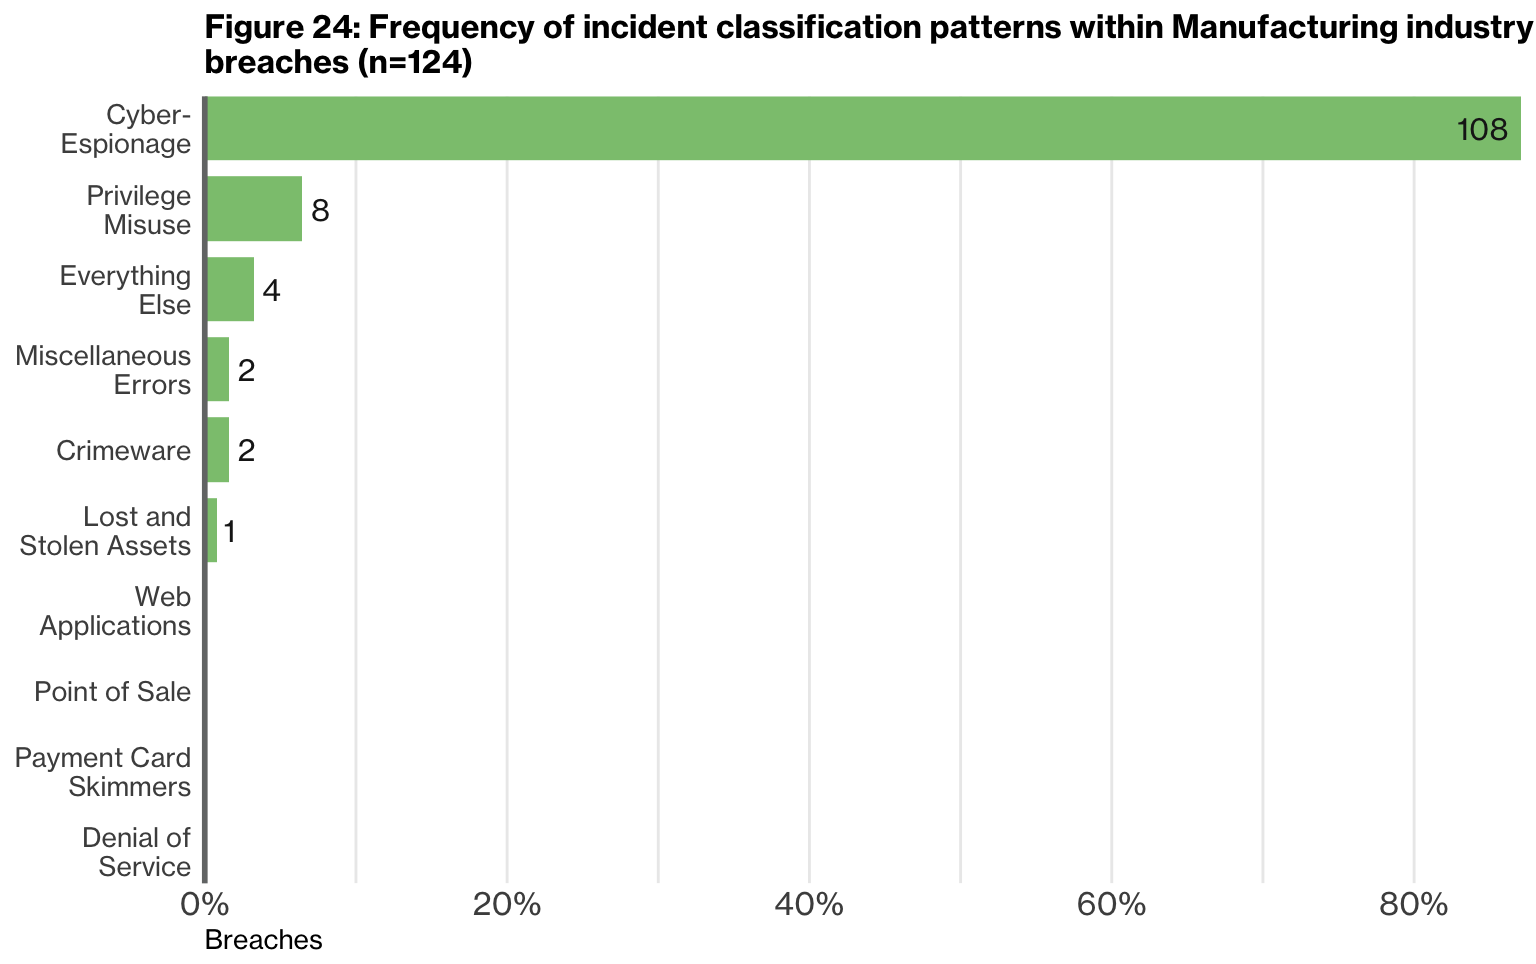 Figure 24: Frequency of incident classification patterns within Manufacturing industry
breaches (n=124)
Cyber-
Espionage
108
Privilege
Misuse
8
Everything
Else
4
Miscellaneous
Errors
2
Crimeware
2
Lost and
Stolen Assets
1
Web
Applications
Point of Sale
Payment Card
Skimmers
Denial of
Service
0% 20% 40% 60% 80%
Breaches